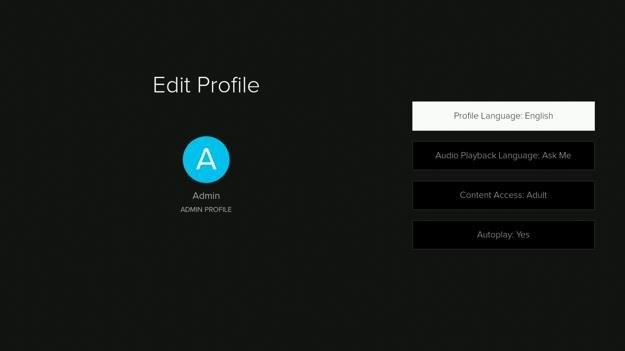 Edit Profile
A
Admin
ADMIN PROFILE
Profile Language: English
Audio Playback Language: Ask Me
Content Access: Adult
Autoplay: Yes